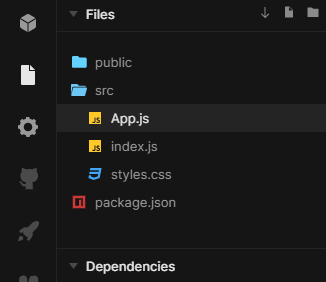 Files
public
src
JS App.js
JS index.js
styles.css
package.json
Dependencies